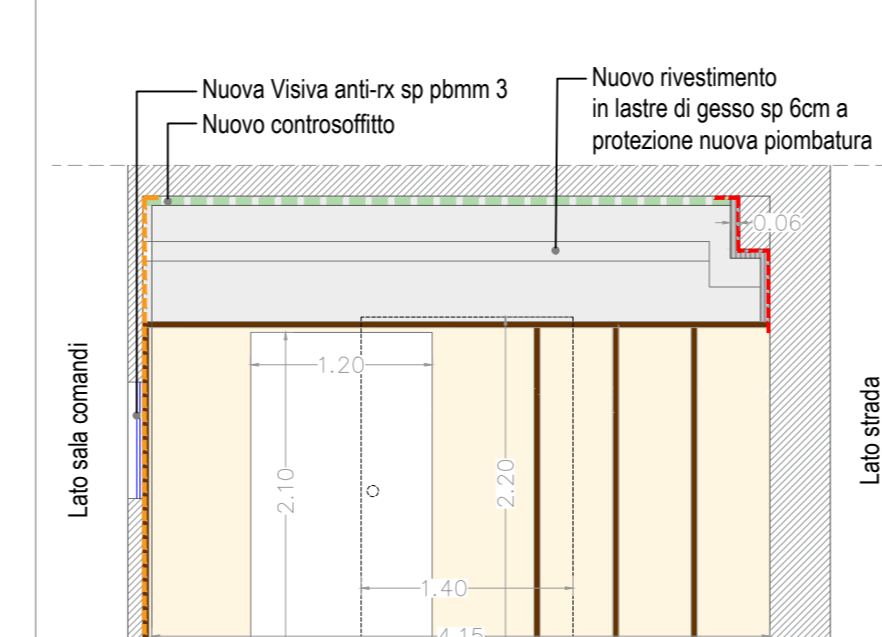 Nuova Visiva anti-rx sp pbmm 3
Nuovo controsoffitto
Nuovo rivestimento
in lastre di gesso sp 6cm a
protezione nuova piombatura
0.06
Lato sala comandi
1.20
2.10
2.20
1.40
4.15
Lato strada